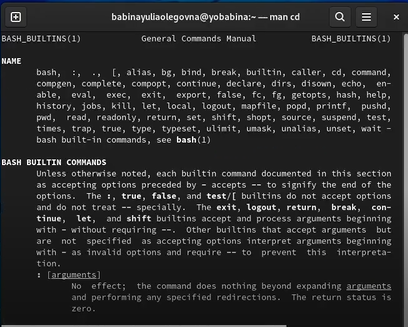 babinayuliaolegovna@yobabina:~ — man cd
BASH_BUILTINS(1) General Commands Manual BASH_BUILTINS(1)
NAME
bash, :, ., [, alias, bg, bind, break, builtin, caller, cd, command,
compgen, complete, compopt, continue, declare, dirs, disown, echo, en‐
able, eval, exec, exit, export, false, fc, fg, getopts, hash, help,
history, jobs, kill, let, local, logout, mapfile, popd, printf, pushd,
pwd, read, readonly, return, set, shift, shopt, source, suspend, test,
times, trap, true, type, typeset, ulimit, umask, unalias, unset, wait -
bash built-in commands, see bash(1)
BASH BUILTIN COMMANDS
Unless otherwise noted, each builtin command documented in this section
as accepting options preceded by - accepts -- to signify the end of the
options. The :, true, false, and test/[ builtins do not accept options
and do not treat -- specially. The exit, logout, return, break, con‐
tinue, let, and shift builtins accept and process arguments beginning
with - without requiring --. Other builtins that accept arguments but
are not specified as accepting options interpret arguments beginning
with - as invalid options and require -- to prevent this interpreta‐
tion.
: [arguments]
No effect; the command does nothing beyond expanding arguments
and performing any specified redirections. The return status is
zero.